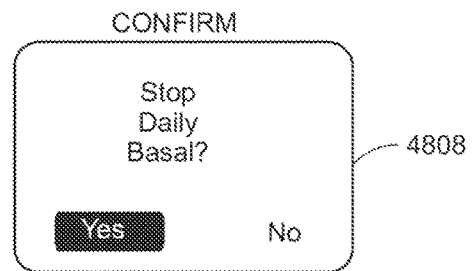 CONFIRM
Stop
Daily
Basal?
4808
Yes No